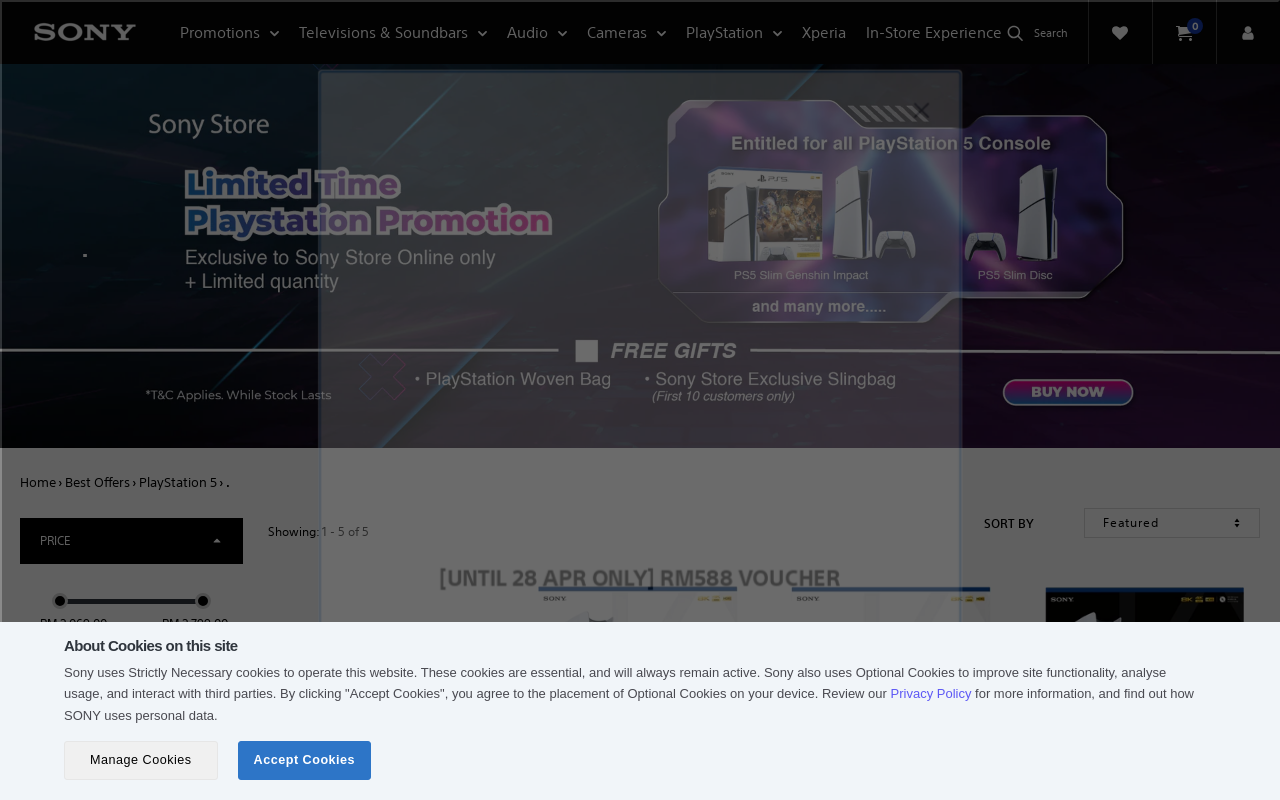 SONY
Promotions Televisions & Soundbars Audio Cameras PlayStation Xperia In-Store Experience Search 0
Sony Store
Limited Time
Playstation Promotion
Exclusive to Sony Store Online only
+ Limited quantity
Entitled for all PlayStation 5 Console
PS5 Slim Genshin Impact PS5 Slim Disc
and many more.....
FREE GIFTS
• PlayStation Woven Bag • Sony Store Exclusive Slingbag
(First 10 customers only)
*T&C Applies. While Stock Lasts
BUY NOW
Home › Best Offers › PlayStation 5 › .
PRICE
Showing: 1 - 5 of 5
SORT BY Featured
[UNTIL 28 APR ONLY] RM588 VOUCHER
SONY SONY SONY
About Cookies on this site
Sony uses Strictly Necessary cookies to operate this website. These cookies are essential, and will always remain active. Sony also uses Optional Cookies to improve site functionality, analyse
usage, and interact with third parties. By clicking "Accept Cookies", you agree to the placement of Optional Cookies on your device. Review our Privacy Policy for more information, and find out how
SONY uses personal data.
Manage Cookies Accept Cookies